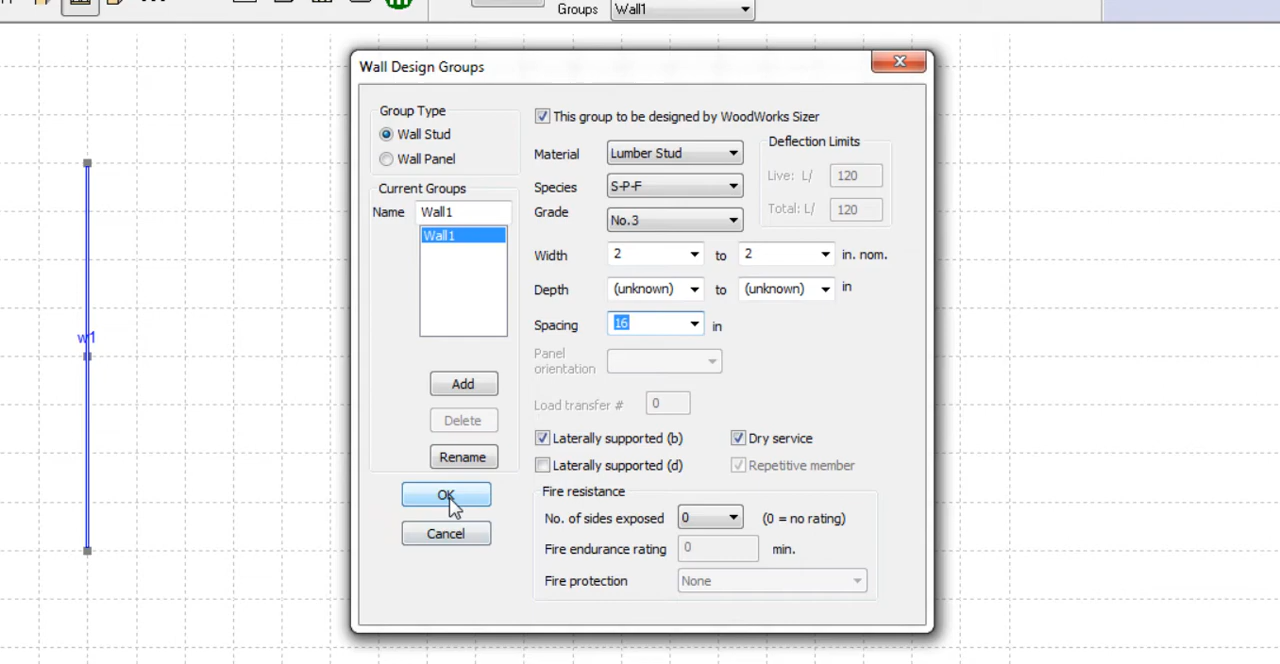 Groups Wall1
Wall Design Groups
Group Type
Wall Stud
Wall Panel
Current Groups
Name Wall1
Wall1
Add
Delete
Rename
OK
Cancel
This group to be designed by WoodWorks Sizer
Material Lumber Stud
Species S-P-F
Grade No.3
Deflection Limits
Live: L/ 120
Total: L/ 120
Width 2 to 2 in. nom.
Depth (unknown) to (unknown) in
Spacing 16 in
Panel
orientation
Load transfer # 0
Laterally supported (b) Dry service
Laterally supported (d) Repetitive member
Fire resistance
No. of sides exposed 0 (0 = no rating)
Fire endurance rating 0 min.
Fire protection None
w1